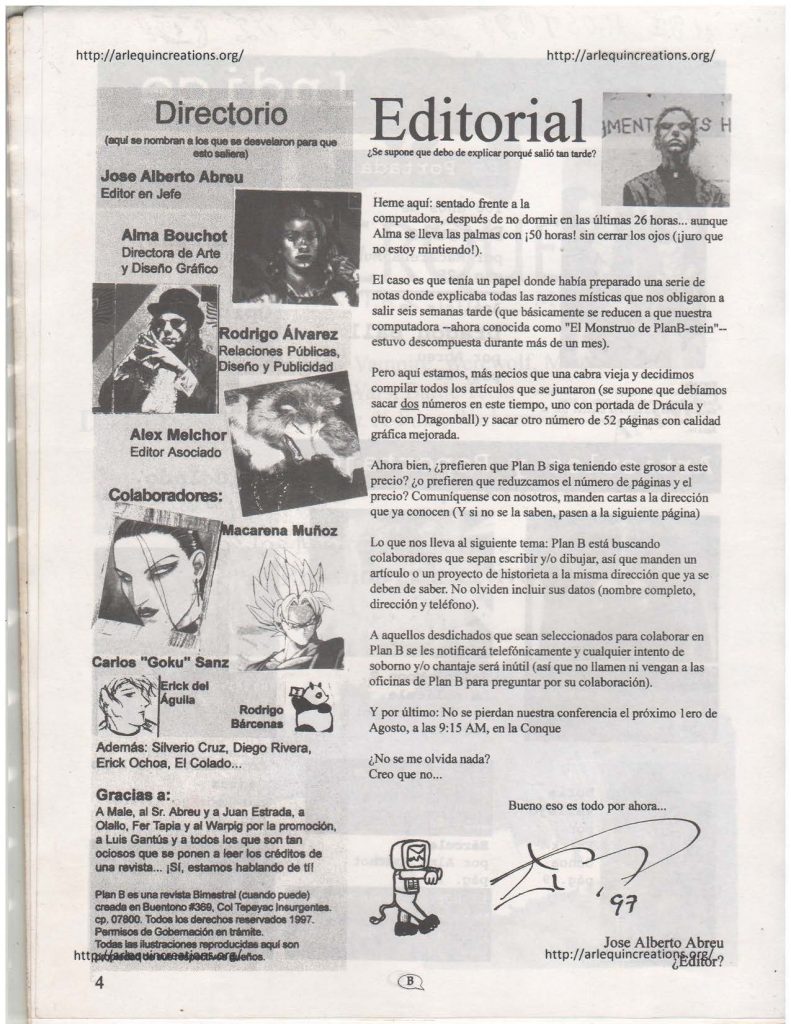 http://arlequincreations.org/
http://arlequincreations.org/
Directorio
(aquí se nombran a los que se desvelaron para que
esto saliera)
Jose Alberto Abreu
Editor en Jefe
Alma Bouchot
Directora de Arte
y Diseño Gráfico
Rodrigo Álvarez
Relaciones Públicas,
Diseño y Publicidad
Alex Melchor
Editor Asociado
Colaboradores:
Macarena Muñoz
Carlos "Goku" Sanz
Erick del
Águila
Rodrigo
Bárcenas
Además: Silverio Cruz, Diego Rivera,
Erick Ochoa, El Colado...
Gracias a:
A Male, al Sr. Abreu y a Juan Estrada, a
Olallo, Fer Tapia y al Warpig por la promoción,
a Luis Gantús y a todos los que son tan
ociosos que se ponen a leer los créditos de
una revista... ¡Sí, estamos hablando de tí!
Plan B es una revista Bimestral (cuando puede)
creada en Buentono #369, Col Tepeyac Insurgentes.
cp. 07800. Todos los derechos reservados 1997.
Permisos de Gobernación en trámite.
Todas las ilustraciones reproducidas aquí son
propiedad de sus respectivos dueños.
http://arlequincreations.org/
4
Editorial
¿Se supone que debo de explicar porqué salió tan tarde?
MENT IS H
Heme aquí: sentado frente a la
computadora, después de no dormir en las últimas 26 horas... aunque
Alma se lleva las palmas con ¡50 horas! sin cerrar los ojos (¡juro que
no estoy mintiendo!).
El caso es que tenía un papel donde había preparado una serie de
notas donde explicaba todas las razones místicas que nos obligaron a
salir seis semanas tarde (que básicamente se reducen a que nuestra
computadora --ahora conocida como "El Monstruo de PlanB-stein"--
estuvo descompuesta durante más de un mes).
Pero aquí estamos, más necios que una cabra vieja y decidimos
compilar todos los artículos que se juntaron (se supone que debíamos
sacar dos números en este tiempo, uno con portada de Drácula y
otro con Dragonball) y sacar otro número de 52 páginas con calidad
gráfica mejorada.
Ahora bien, ¿prefieren que Plan B siga teniendo este grosor a este
precio? ¿o prefieren que reduzcamos el número de páginas y el
precio? Comuníquense con nosotros, manden cartas a la dirección
que ya conocen (Y si no se la saben, pasen a la siguiente página)
Lo que nos lleva al siguiente tema: Plan B está buscando
colaboradores que sepan escribir y/o dibujar, así que manden un
artículo o un proyecto de historieta a la misma dirección que ya se
deben de saber. No olviden incluir sus datos (nombre completo,
dirección y teléfono).
A aquellos desdichados que sean seleccionados para colaborar en
Plan B se les notificará telefónicamente y cualquier intento de
soborno y/o chantaje será inútil (así que no llamen ni vengan a las
oficinas de Plan B para preguntar por su colaboración).
Y por último: No se pierdan nuestra conferencia el próximo 1ero de
Agosto, a las 9:15 AM, en la Conque
¿No se me olvida nada?
Creo que no...
Bueno eso es todo por ahora...
'97
Jose Alberto Abreu
¿Editor?
http://arlequincreations.org/
B